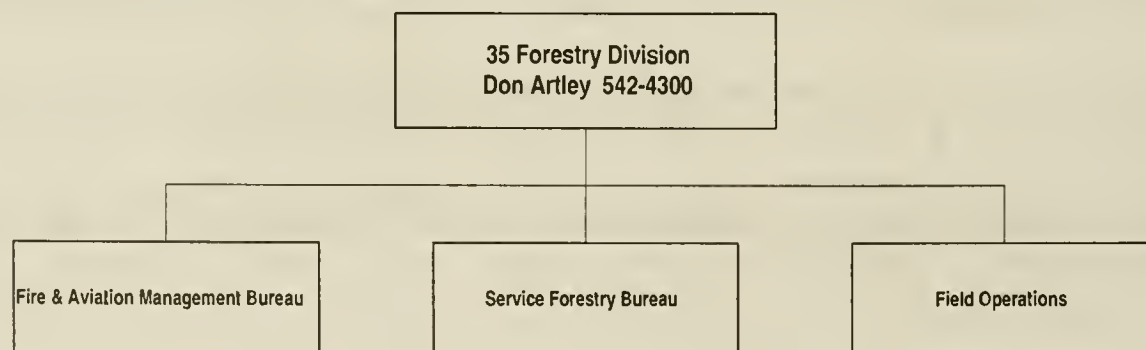 35 Forestry Division
Don Artley 542-4300
Fire & Aviation Management Bureau
Service Forestry Bureau
Field Operations